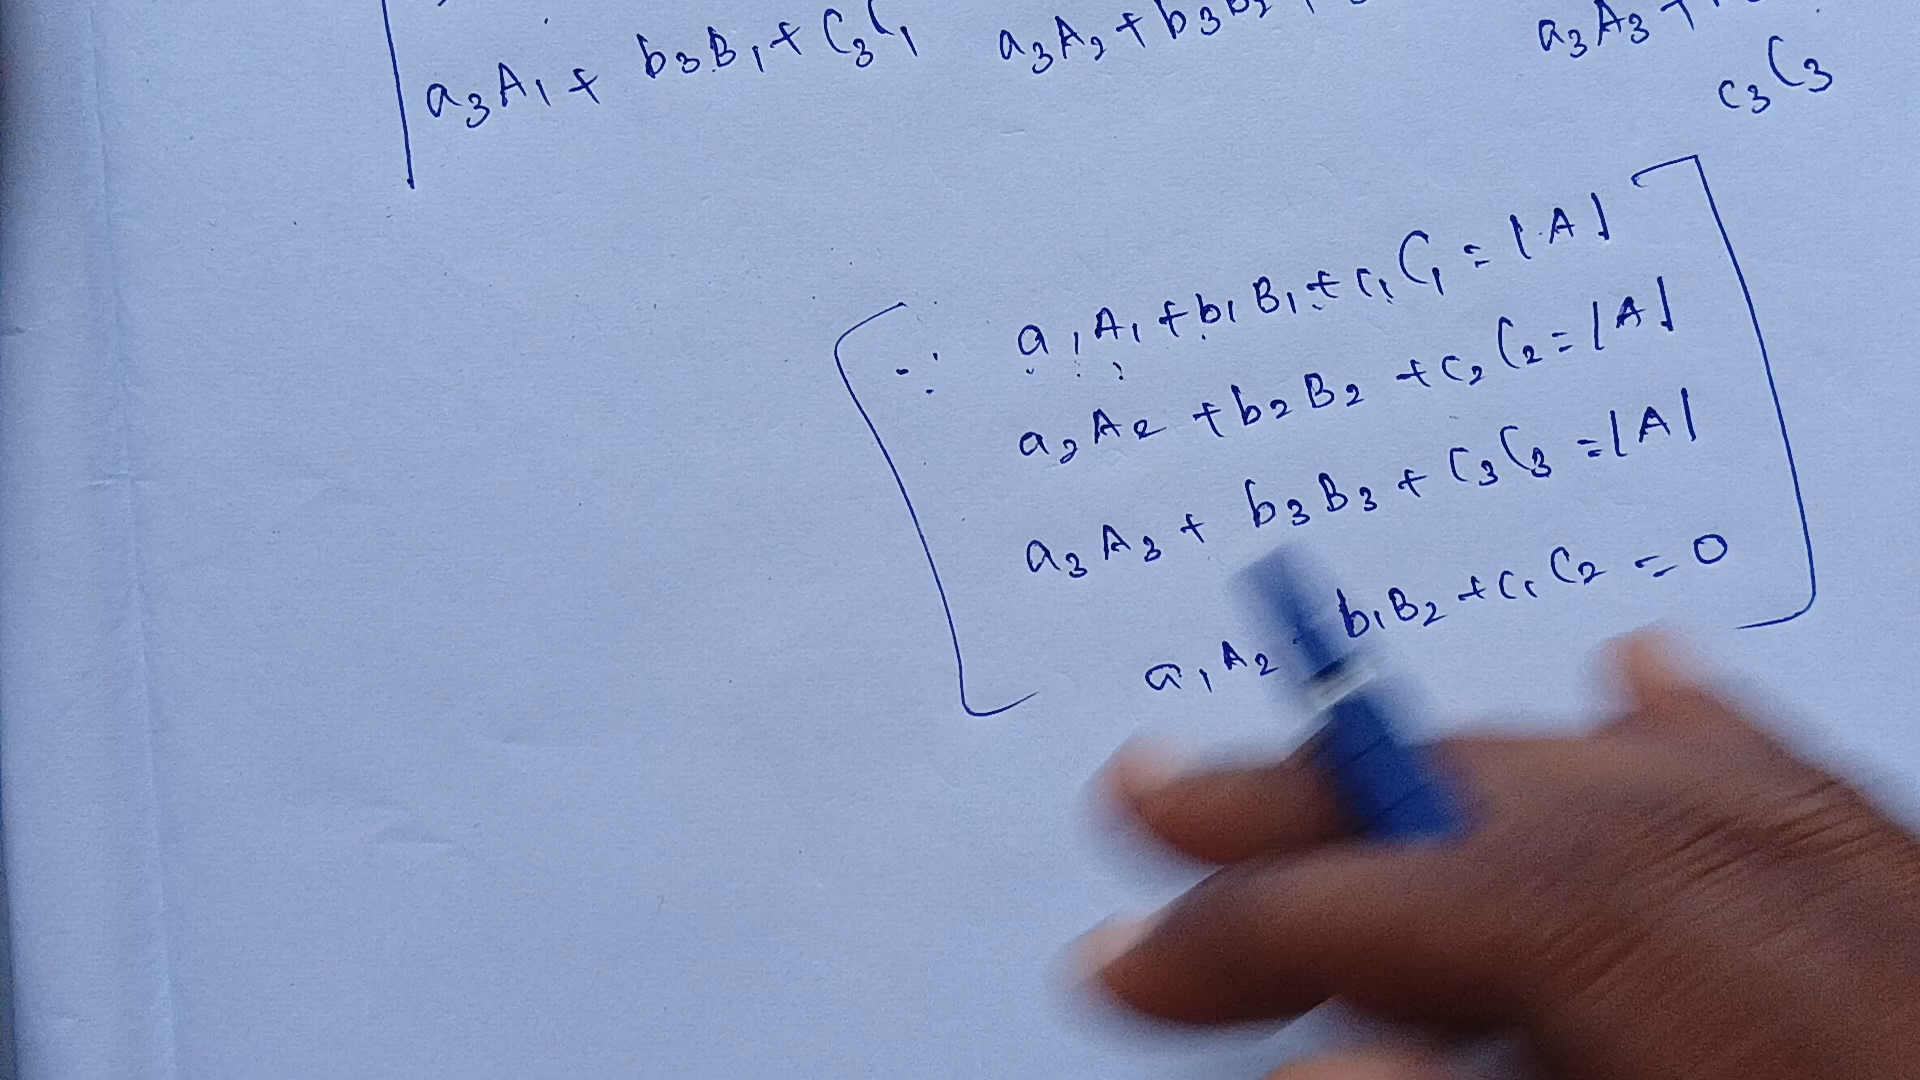 a₃A₁ + b₃B₁ + C₃C₁ a₃A₂ + b₃B₂ a₃A₃ +
c₃C₃
∵ a₁A₁ + b₁B₁ + c₁C₁ = |A|
a₂A₂ + b₂B₂ + c₂C₂ = |A|
a₃A₃ + b₃B₃ + C₃C₃ = |A|
a₁A₂ b₁B₂ + c₁C₂ = 0